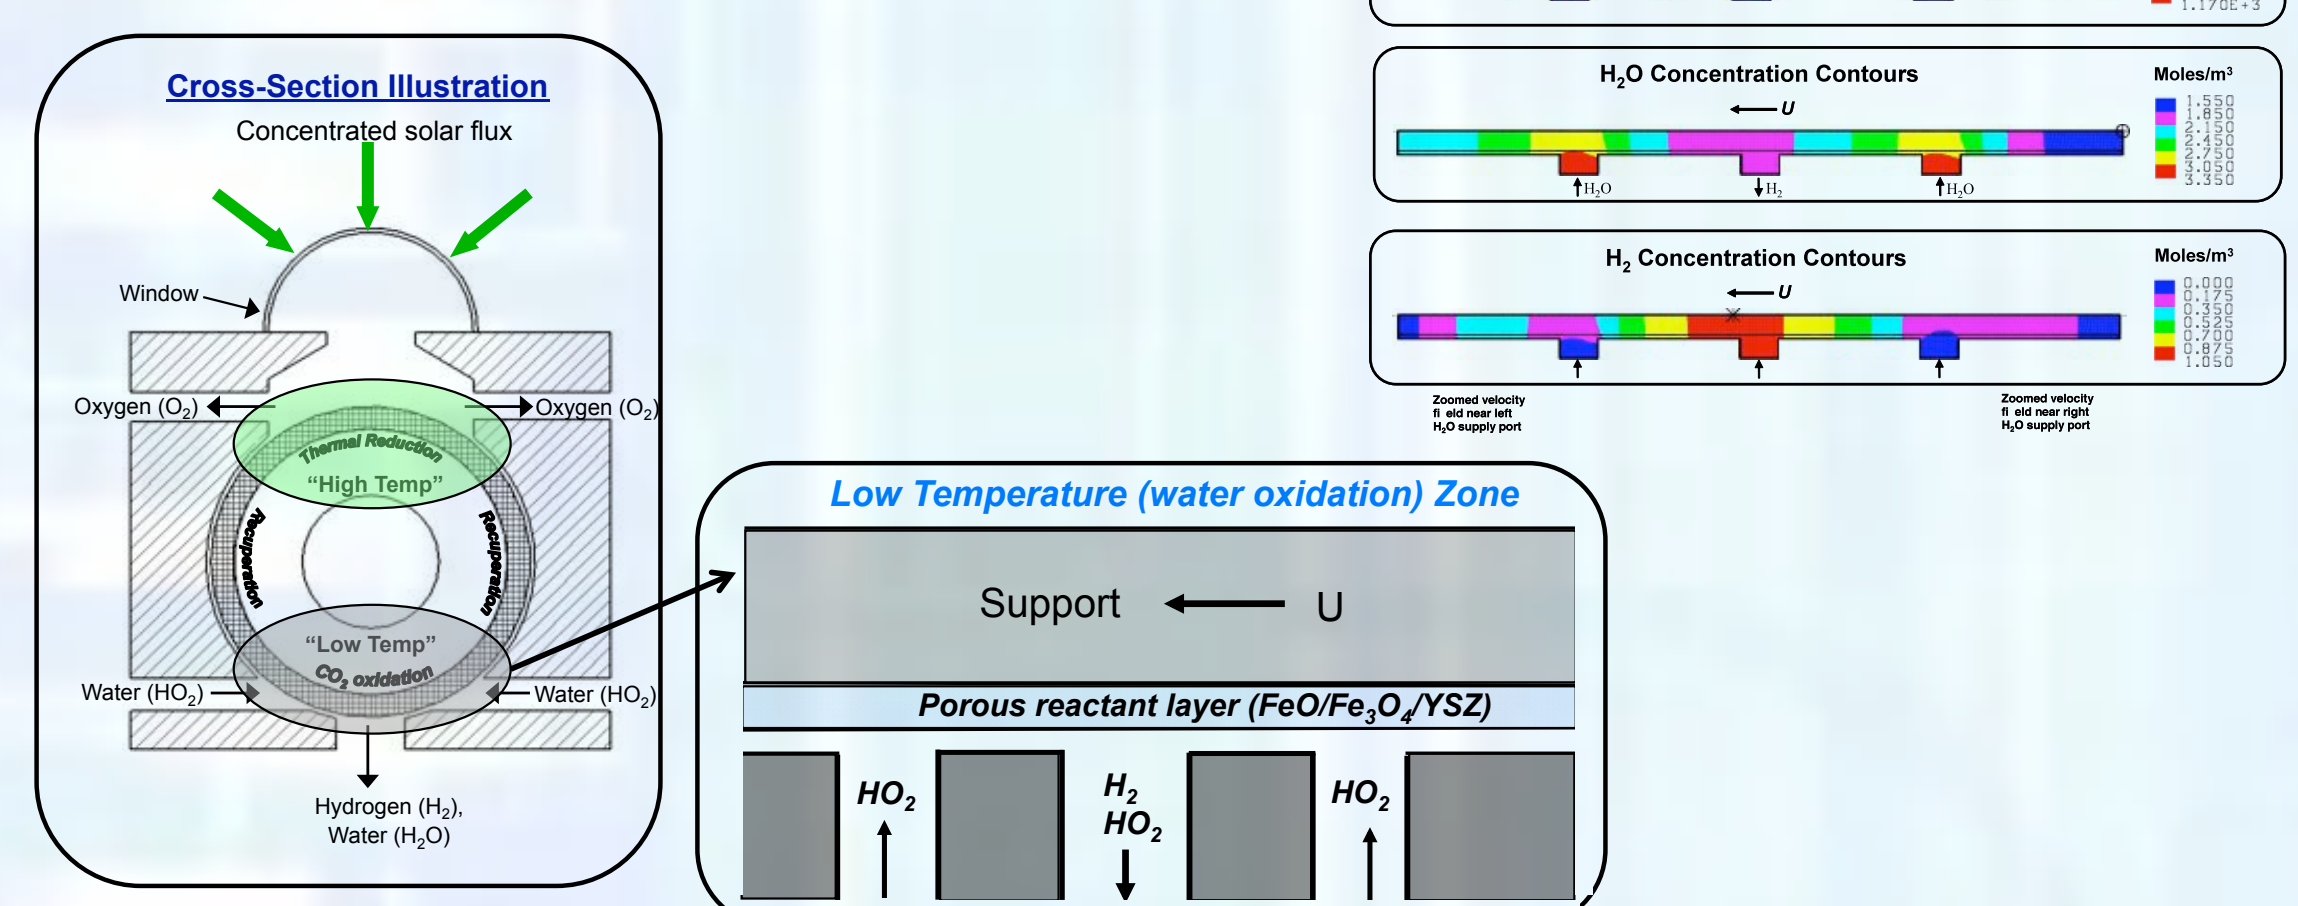 Cross-Section Illustration
Concentrated solar flux
Window
Oxygen (O₂)
Oxygen (O₂)
Thermal Reduction
“High Temp”
Recuperation
Recuperation
“Low Temp”
CO₂ oxidation
Water (HO₂)
Water (HO₂)
Hydrogen (H₂),
Water (H₂O)
Low Temperature (water oxidation) Zone
Support
U
Porous reactant layer (FeO/Fe₃O₄/YSZ)
HO₂
H₂
HO₂
HO₂
1.170E+3
H₂O Concentration Contours
U
Moles/m³
1.550
1.850
2.150
2.450
2.750
3.050
3.350
H₂O
H₂
H₂O
H₂ Concentration Contours
U
Moles/m³
0.000
0.175
0.350
0.525
0.700
0.875
1.050
Zoomed velocity
fi eld near left
H₂O supply port
Zoomed velocity
fi eld near right
H₂O supply port